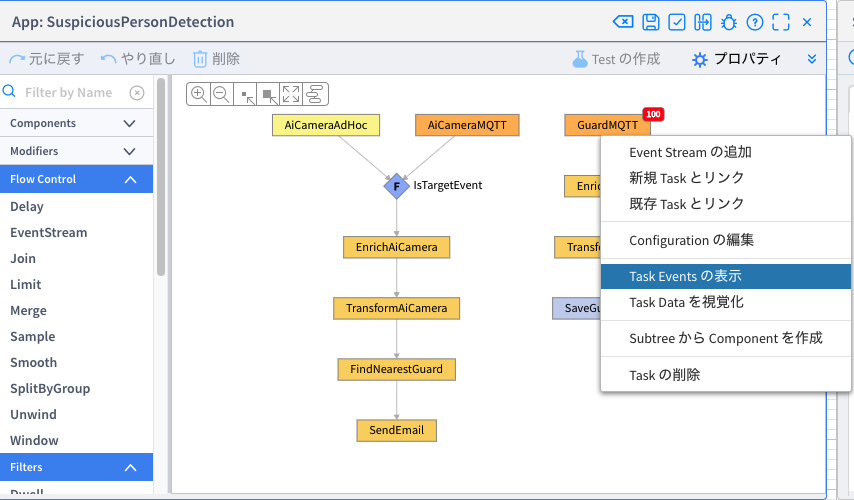 App: SuspiciousPersonDetection
元に戻す やり直し 削除 Test の作成 プロパティ
Filter by Name
Components
Modifiers
Flow Control
Delay
EventStream
Join
Limit
Merge
Sample
Smooth
SplitByGroup
Unwind
Window
Filters
AiCameraAdHoc
AiCameraMQTT
GuardMQTT
100
F
IsTargetEvent
EnrichAiCamera
TransformAiCamera
FindNearestGuard
SendEmail
Enric
Transf
SaveGu
Event Stream の追加
新規 Task とリンク
既存 Task とリンク
Configuration の編集
Task Events の表示
Task Data を視覚化
Subtree から Component を作成
Task の削除